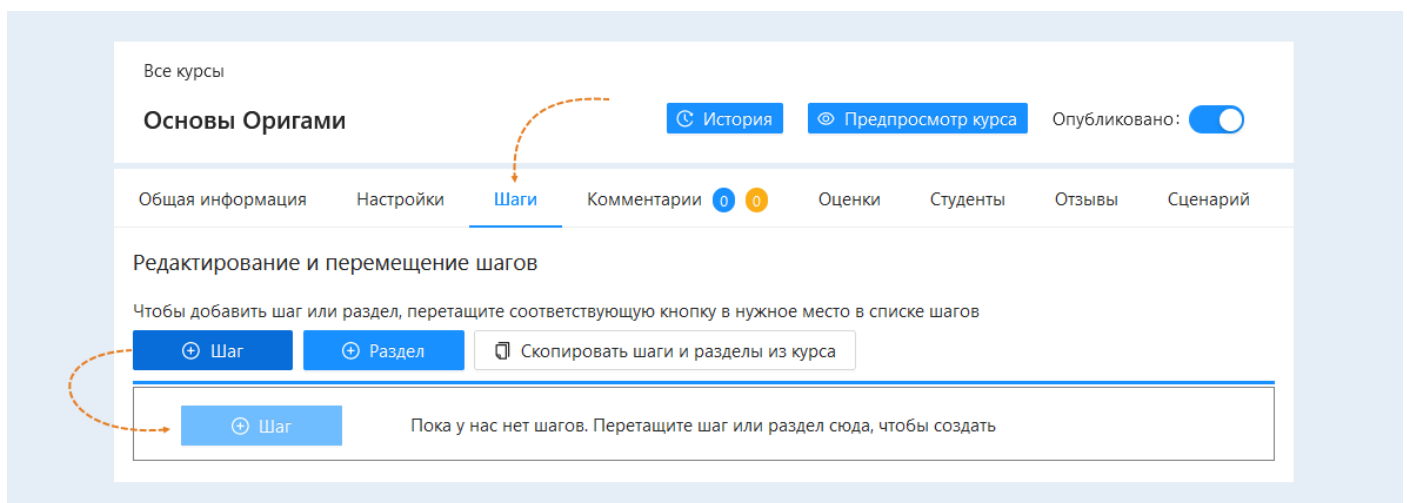 Все курсы
Основы Оригами
История
Предпросмотр курса
Опубликовано:
Общая информация Настройки Шаги Комментарии 0 0 Оценки Студенты Отзывы Сценарий
Редактирование и перемещение шагов
Чтобы добавить шаг или раздел, перетащите соответствующую кнопку в нужное место в списке шагов
Шаг Раздел Скопировать шаги и разделы из курса
Шаг Пока у нас нет шагов. Перетащите шаг или раздел сюда, чтобы создать